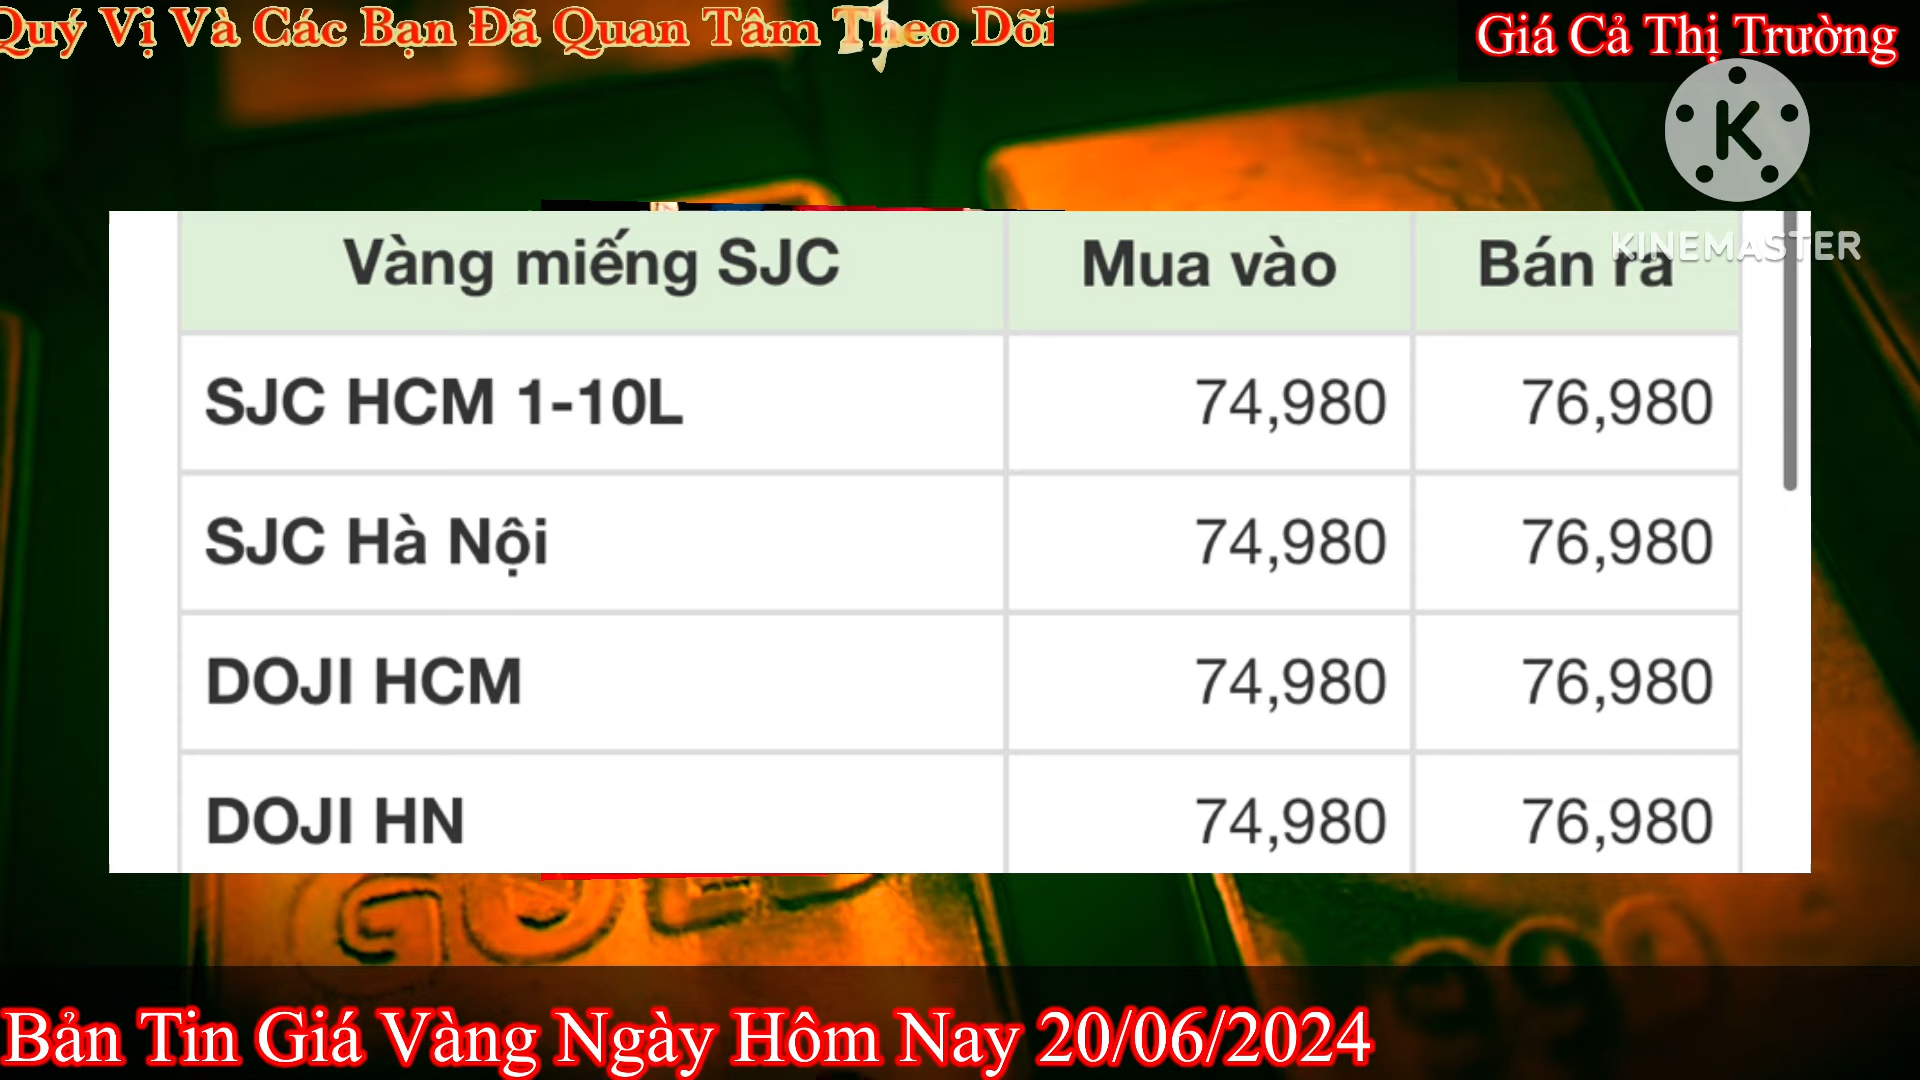 Quý Vị Và Các Bạn Đã Quan Tâm Theo Dõi
Giá Cả Thị Trường
K
KINEMASTER
Vàng miếng SJC Mua vào Bán ra
SJC HCM 1-10L 74,980 76,980
SJC Hà Nội 74,980 76,980
DOJI HCM 74,980 76,980
DOJI HN 74,980 76,980
GOLD
999
Bản Tin Giá Vàng Ngày Hôm Nay 20/06/2024